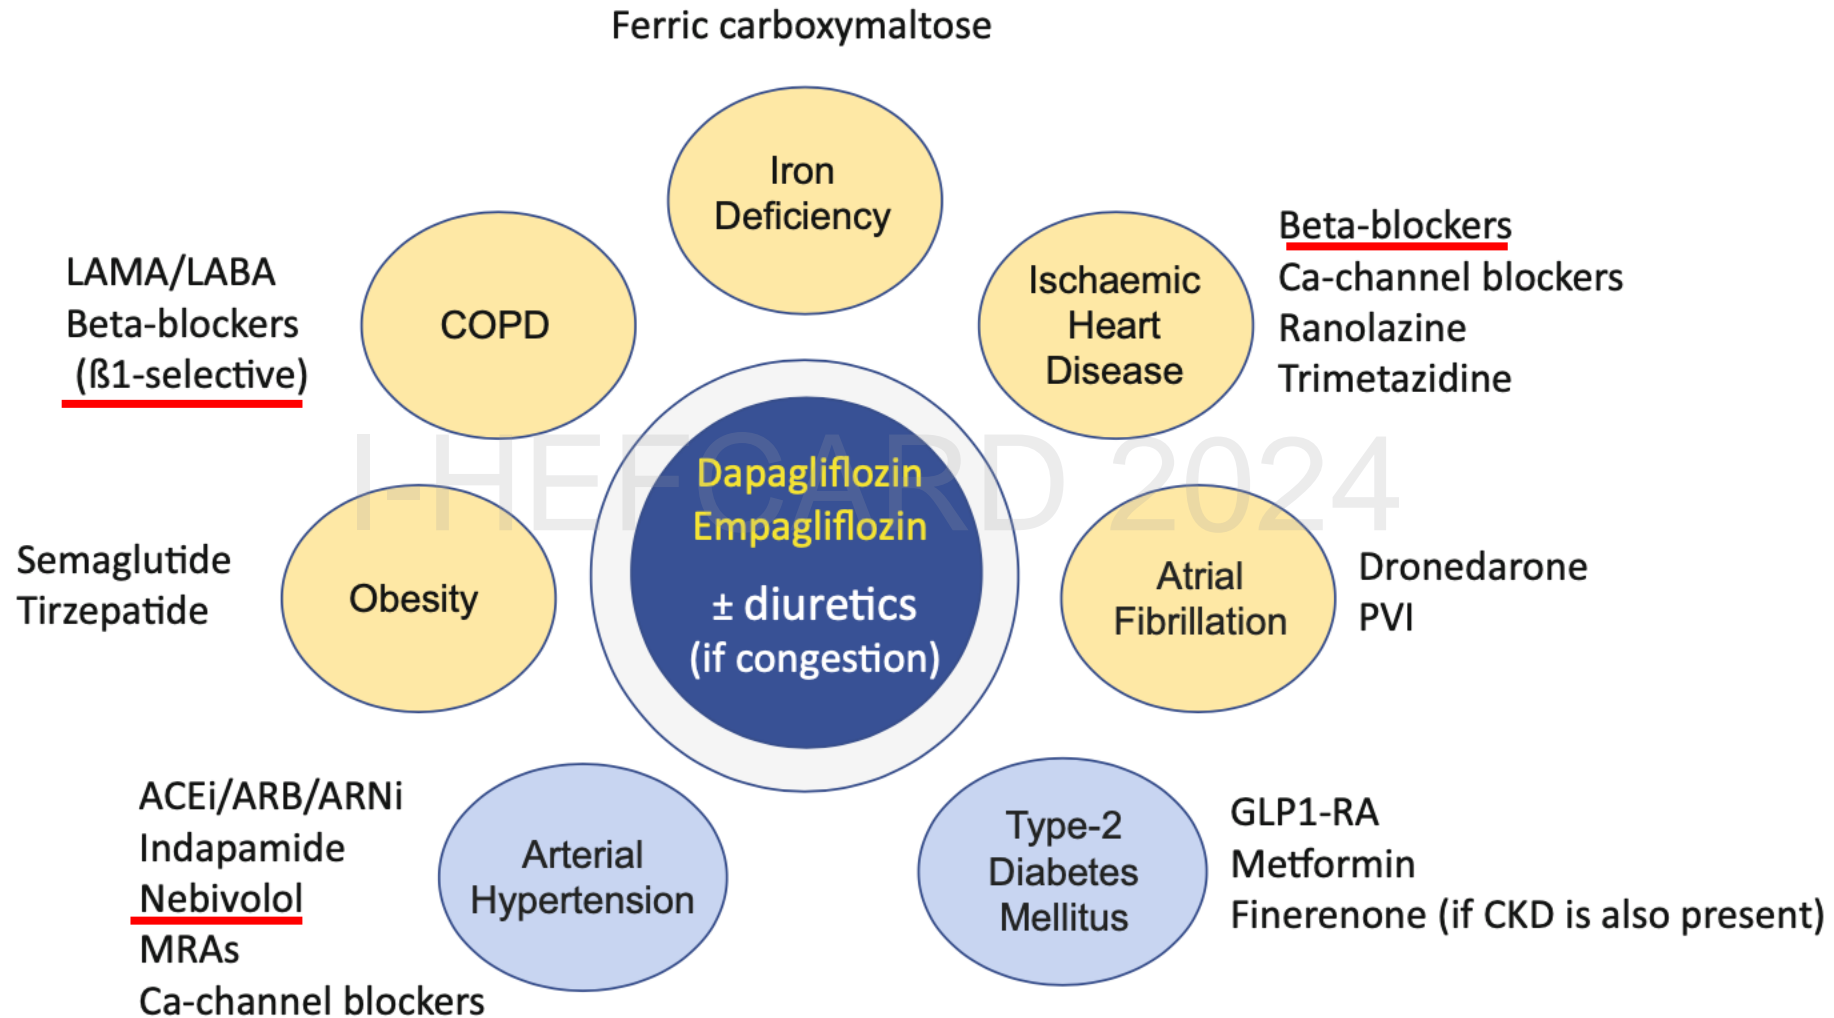 Ferric carboxymaltose
Iron
Deficiency
Beta-blockers
Ca-channel blockers
Ranolazine
Trimetazidine
Ischaemic
Heart
Disease
LAMA/LABA
Beta-blockers
(ß1-selective)
COPD
I-HEFCARD 2024
Dapagliflozin
Empagliflozin
± diuretics
(if congestion)
Semaglutide
Tirzepatide
Obesity
Atrial
Fibrillation
Dronedarone
PVI
ACEi/ARB/ARNi
Indapamide
Nebivolol
MRAs
Ca-channel blockers
Arterial
Hypertension
Type-2
Diabetes
Mellitus
GLP1-RA
Metformin
Finerenone (if CKD is also present)